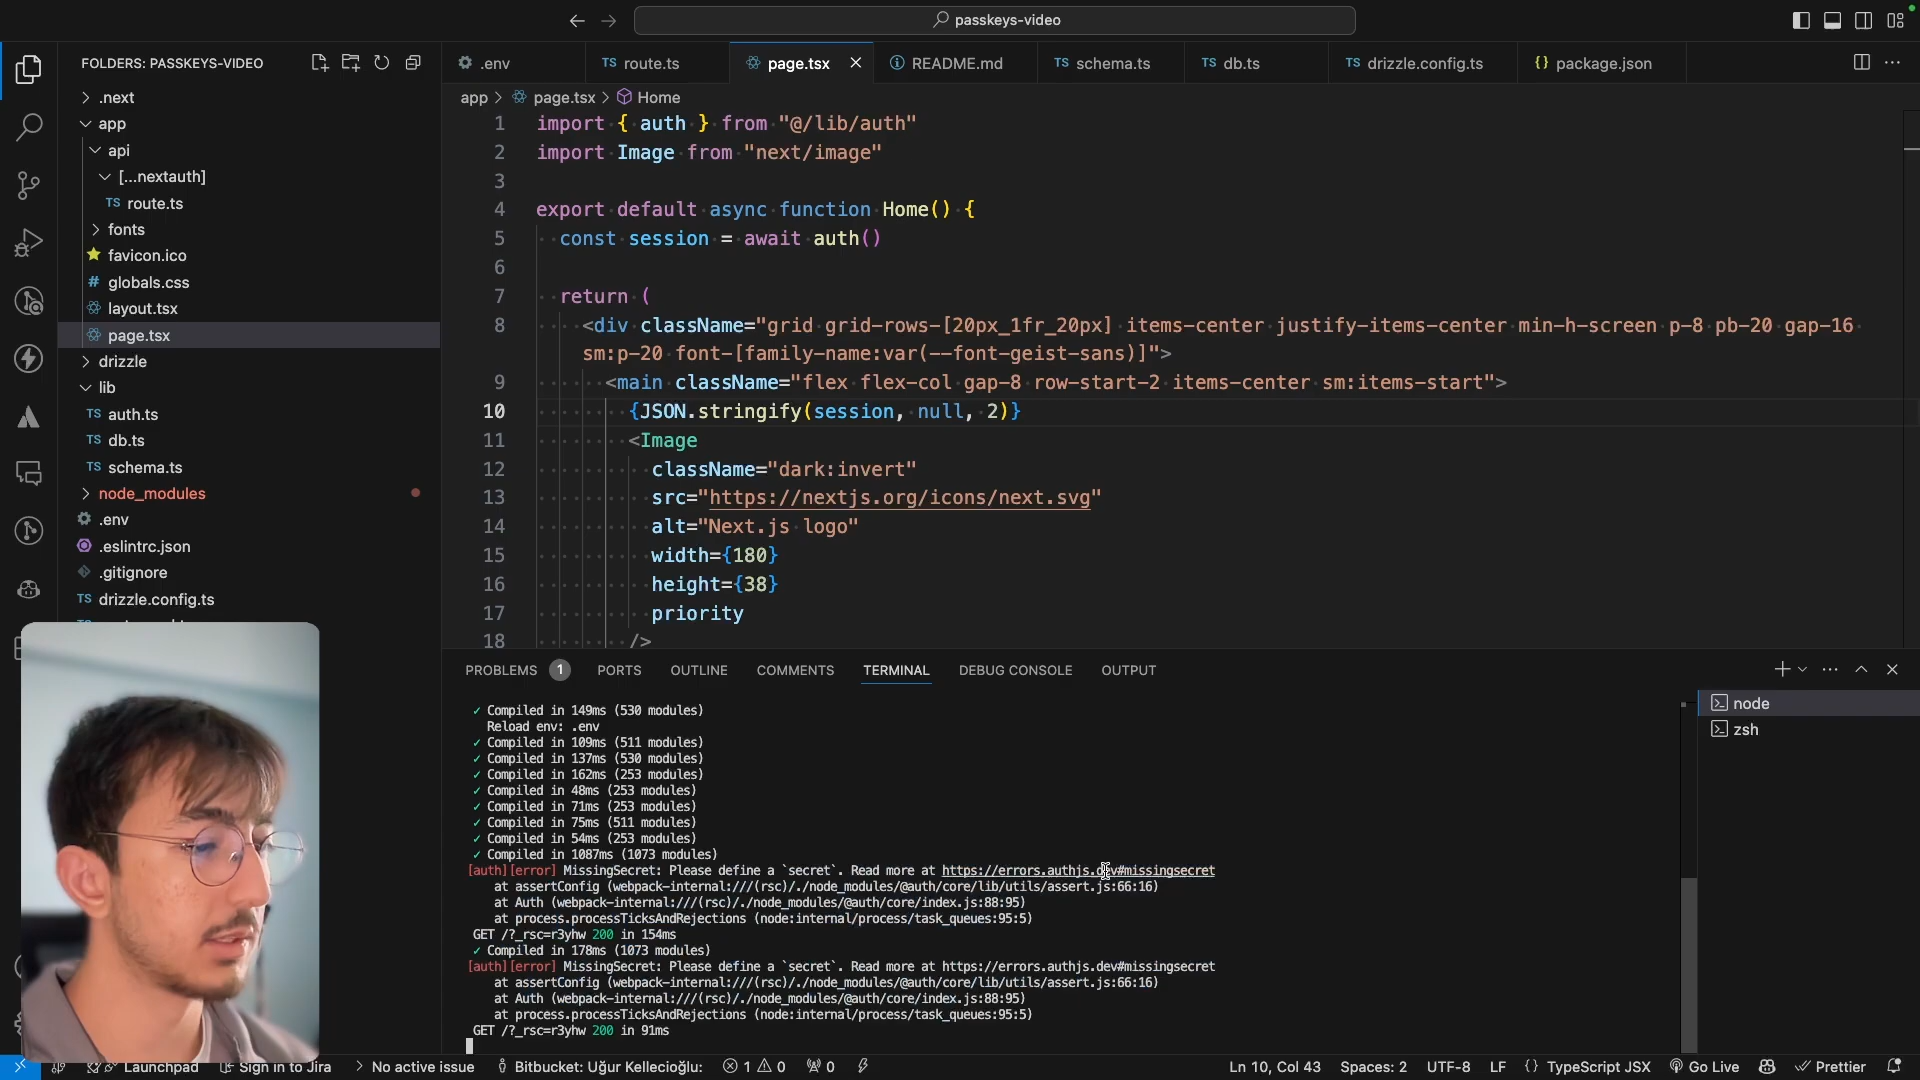 passkeys-video
FOLDERS: PASSKEYS-VIDEO
.next
app
api
[...nextauth]
TS route.ts
fonts
favicon.ico
# globals.css
layout.tsx
page.tsx
drizzle
lib
TS auth.ts
TS db.ts
TS schema.ts
node_modules
.env
.eslintrc.json
.gitignore
TS drizzle.config.ts
.env
TS route.ts
page.tsx
README.md
TS schema.ts
TS db.ts
TS drizzle.config.ts
{} package.json
app > page.tsx > Home
1 import { auth } from "@/lib/auth"
2 import Image from "next/image"
3
4 export default async function Home() {
5 const session = await auth()
6
7 return (
8 <div className="grid grid-rows-[20px_1fr_20px] items-center justify-items-center min-h-screen p-8 pb-20 gap-16
sm:p-20 font-[family-name:var(--font-geist-sans)]">
9 <main className="flex flex-col gap-8 row-start-2 items-center sm:items-start">
10 {JSON.stringify(session, null, 2)}
11 <Image
12 className="dark:invert"
13 src="https://nextjs.org/icons/next.svg"
14 alt="Next.js logo"
15 width={180}
16 height={38}
17 priority
18 />
PROBLEMS 1 PORTS OUTLINE COMMENTS TERMINAL DEBUG CONSOLE OUTPUT
node
zsh
✓ Compiled in 149ms (530 modules)
Reload env: .env
✓ Compiled in 109ms (511 modules)
✓ Compiled in 137ms (530 modules)
✓ Compiled in 162ms (253 modules)
✓ Compiled in 48ms (253 modules)
✓ Compiled in 71ms (253 modules)
✓ Compiled in 75ms (511 modules)
✓ Compiled in 54ms (253 modules)
✓ Compiled in 1087ms (1073 modules)
[auth][error] MissingSecret: Please define a `secret`. Read more at https://errors.authjs.dev#missingsecret
at assertConfig (webpack-internal:///(rsc)/./node_modules/@auth/core/lib/utils/assert.js:66:16)
at Auth (webpack-internal:///(rsc)/./node_modules/@auth/core/index.js:88:95)
at process.processTicksAndRejections (node:internal/process/task_queues:95:5)
GET /?_rsc=r3yhw 200 in 154ms
✓ Compiled in 178ms (1073 modules)
[auth][error] MissingSecret: Please define a `secret`. Read more at https://errors.authjs.dev#missingsecret
at assertConfig (webpack-internal:///(rsc)/./node_modules/@auth/core/lib/utils/assert.js:66:16)
at Auth (webpack-internal:///(rsc)/./node_modules/@auth/core/index.js:88:95)
at process.processTicksAndRejections (node:internal/process/task_queues:95:5)
GET /?_rsc=r3yhw 200 in 91ms
Launchpad Sign in to Jira > No active issue Bitbucket: Uğur Kellecioğlu: 1 0 0 Ln 10, Col 43 Spaces: 2 UTF-8 LF {} TypeScript JSX Go Live Prettier